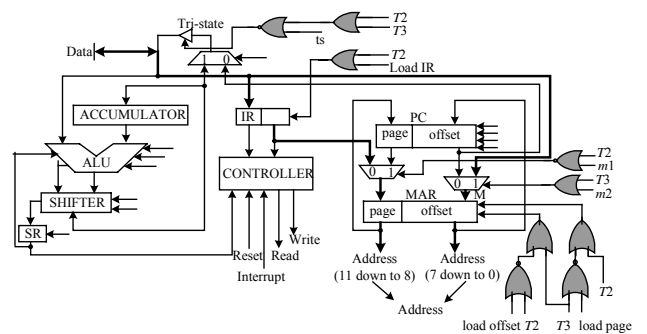 Tri-state
T2
T3
ts
Data
1 0
T2
Load IR
ACCUMULATOR
IR
PC
page offset
ALU
CONTROLLER
0 1
0 1
T2
m1
T3
m2
M
SHIFTER
MAR
page offset
SR
Reset
Interrupt
Read
Write
Address
(11 down to 8)
Address
(7 down to 0)
Address
T2
load offset T2
T3 load page